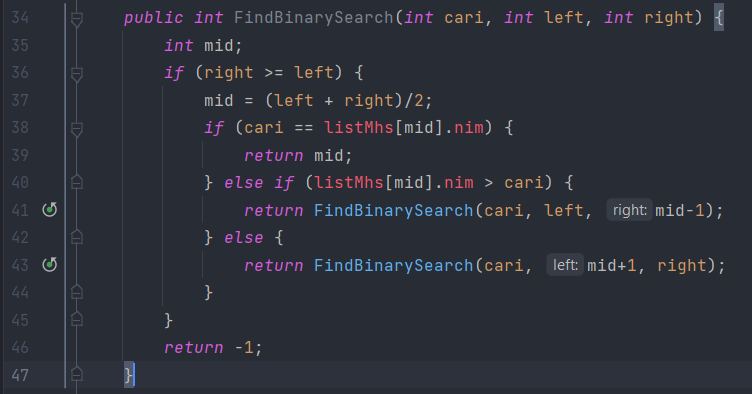 34 public int FindBinarySearch(int cari, int left, int right) {
35 int mid;
36 if (right >= left) {
37 mid = (left + right)/2;
38 if (cari == listMhs[mid].nim) {
39 return mid;
40 } else if (listMhs[mid].nim > cari) {
41 return FindBinarySearch(cari, left, right: mid-1);
42 } else {
43 return FindBinarySearch(cari, left: mid+1, right);
44 }
45 }
46 return -1;
47 }